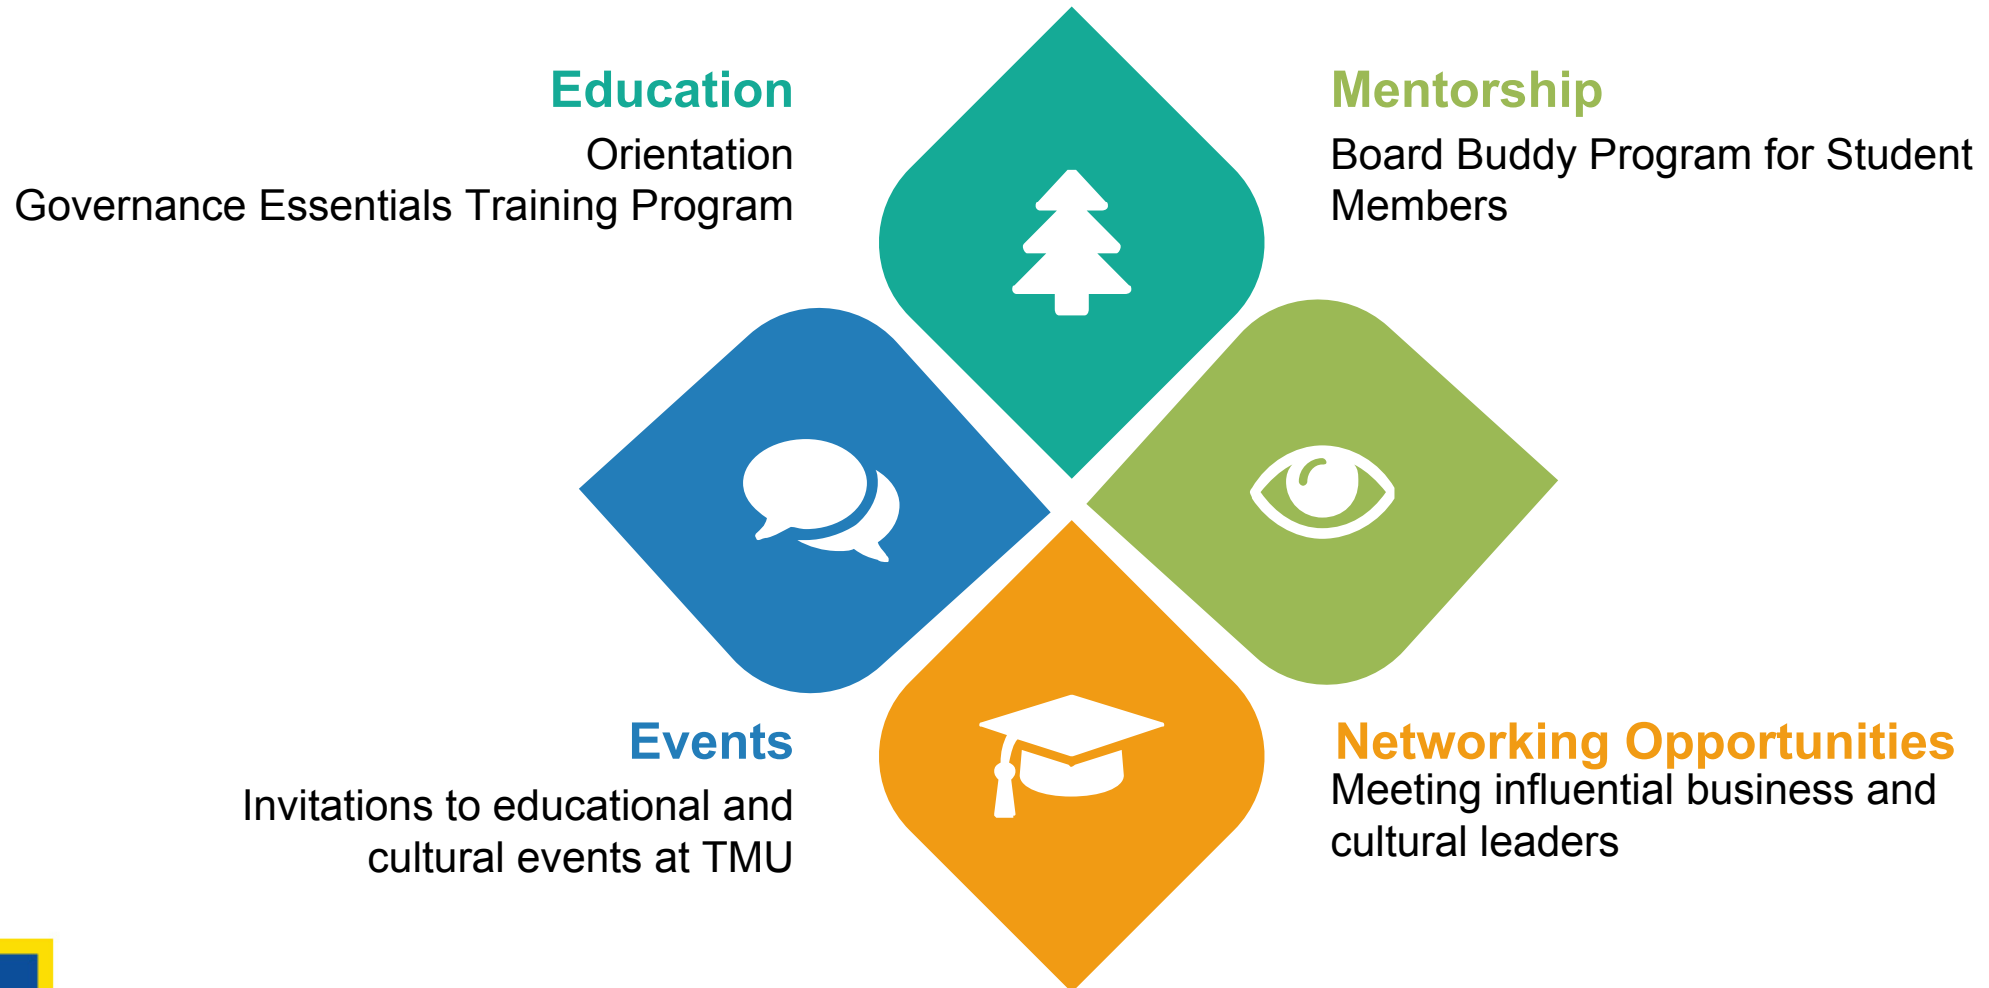 Education
Orientation
Governance Essentials Training Program
Mentorship
Board Buddy Program for Student
Members
Events
Invitations to educational and
cultural events at TMU
Networking Opportunities
Meeting influential business and
cultural leaders